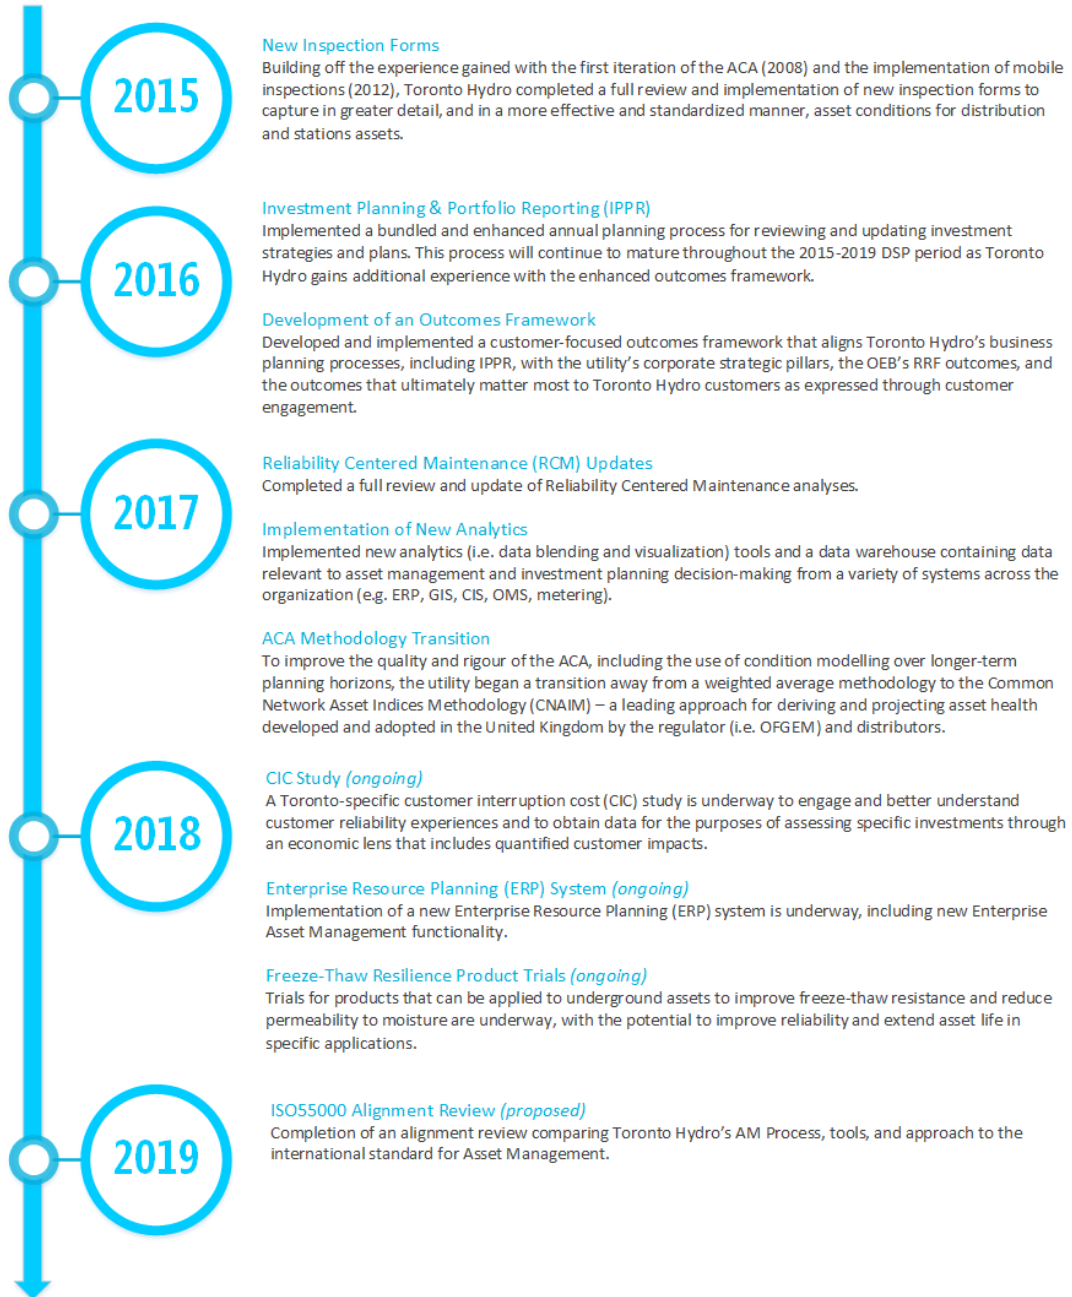 2015
New Inspection Forms
Building off the experience gained with the first iteration of the ACA (2008) and the implementation of mobile
inspections (2012), Toronto Hydro completed a full review and implementation of new inspection forms to
capture in greater detail, and in a more effective and standardized manner, asset conditions for distribution
and stations assets.
2016
Investment Planning & Portfolio Reporting (IPPR)
Implemented a bundled and enhanced annual planning process for reviewing and updating investment
strategies and plans. This process will continue to mature throughout the 2015-2019 DSP period as Toronto
Hydro gains additional experience with the enhanced outcomes framework.
Development of an Outcomes Framework
Developed and implemented a customer-focused outcomes framework that aligns Toronto Hydro's business
planning processes, including IPPR, with the utility's corporate strategic pillars, the OEB's RRF outcomes, and
the outcomes that ultimately matter most to Toronto Hydro customers as expressed through customer
engagement.
2017
Reliability Centered Maintenance (RCM) Updates
Completed a full review and update of Reliability Centered Maintenance analyses.
Implementation of New Analytics
Implemented new analytics (i.e. data blending and visualization) tools and a data warehouse containing data
relevant to asset management and investment planning decision-making from a variety of systems across the
organization (e.g. ERP, GIS, CIS, OMS, metering).
ACA Methodology Transition
To improve the quality and rigour of the ACA, including the use of condition modelling over longer-term
planning horizons, the utility began a transition away from a weighted average methodology to the Common
Network Asset Indices Methodology (CNAIM) – a leading approach for deriving and projecting asset health
developed and adopted in the United Kingdom by the regulator (i.e. OFGEM) and distributors.
2018
CIC Study (ongoing)
A Toronto-specific customer interruption cost (CIC) study is underway to engage and better understand
customer reliability experiences and to obtain data for the purposes of assessing specific investments through
an economic lens that includes quantified customer impacts.
Enterprise Resource Planning (ERP) System (ongoing)
Implementation of a new Enterprise Resource Planning (ERP) system is underway, including new Enterprise
Asset Management functionality.
Freeze-Thaw Resilience Product Trials (ongoing)
Trials for products that can be applied to underground assets to improve freeze-thaw resistance and reduce
permeability to moisture are underway, with the potential to improve reliability and extend asset life in
specific applications.
2019
ISO55000 Alignment Review (proposed)
Completion of an alignment review comparing Toronto Hydro's AM Process, tools, and approach to the
international standard for Asset Management.